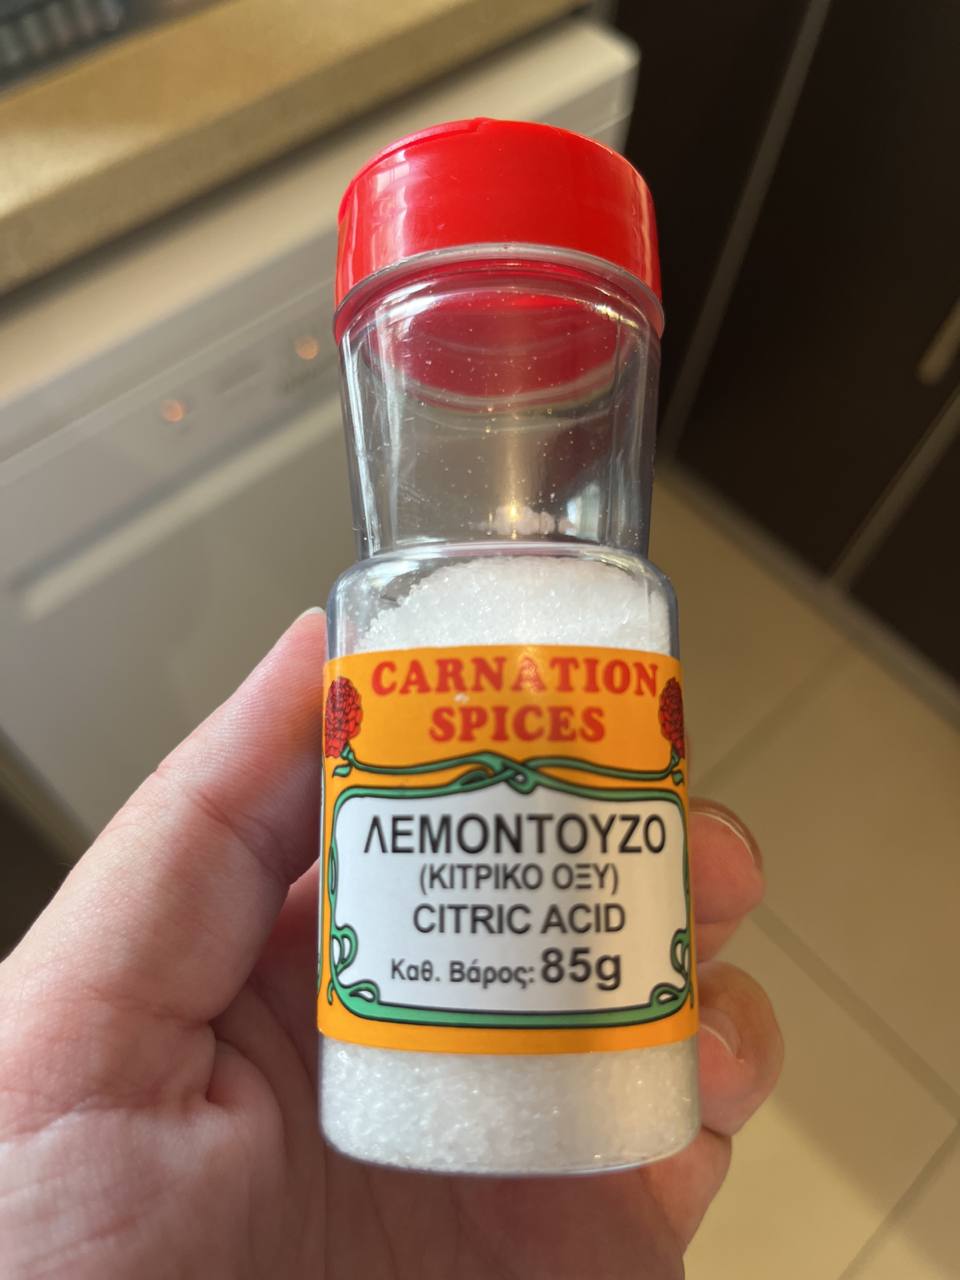 CARNATION
SPICES
ΛΕΜΟΝΤΟΥΖΟ
(ΚΙΤΡΙΚΟ ΟΞΥ)
CITRIC ACID
Καθ. Βάρος: 85g